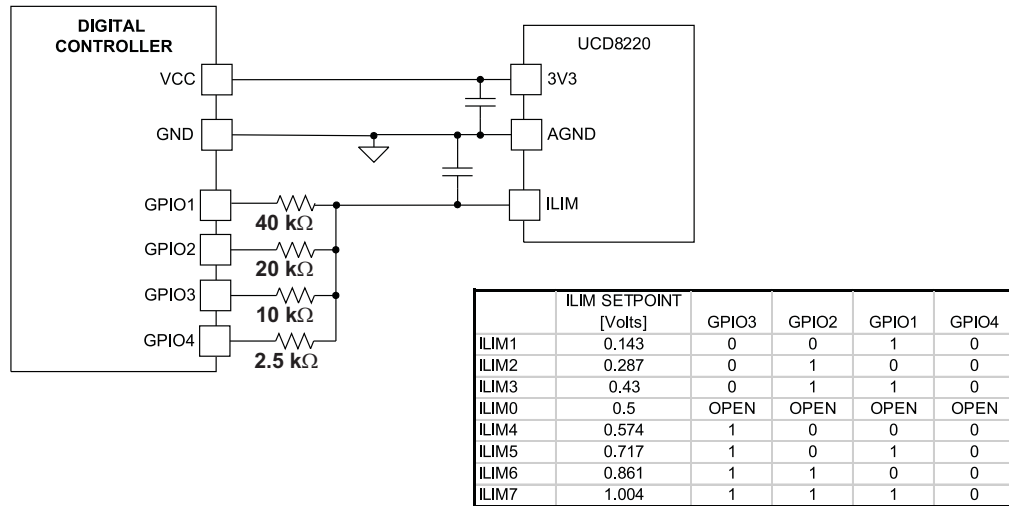 DIGITAL
CONTROLLER
VCC
GND
GPIO1
GPIO2
GPIO3
GPIO4
40 kΩ
20 kΩ
10 kΩ
2.5 kΩ
UCD8220
3V3
AGND
ILIM
ILIM SETPOINT
[Volts] GPIO3 GPIO2 GPIO1 GPIO4
ILIM1 0.143 0 0 1 0
ILIM2 0.287 0 1 0 0
ILIM3 0.43 0 1 1 0
ILIM0 0.5 OPEN OPEN OPEN OPEN
ILIM4 0.574 1 0 0 0
ILIM5 0.717 1 0 1 0
ILIM6 0.861 1 1 0 0
ILIM7 1.004 1 1 1 0